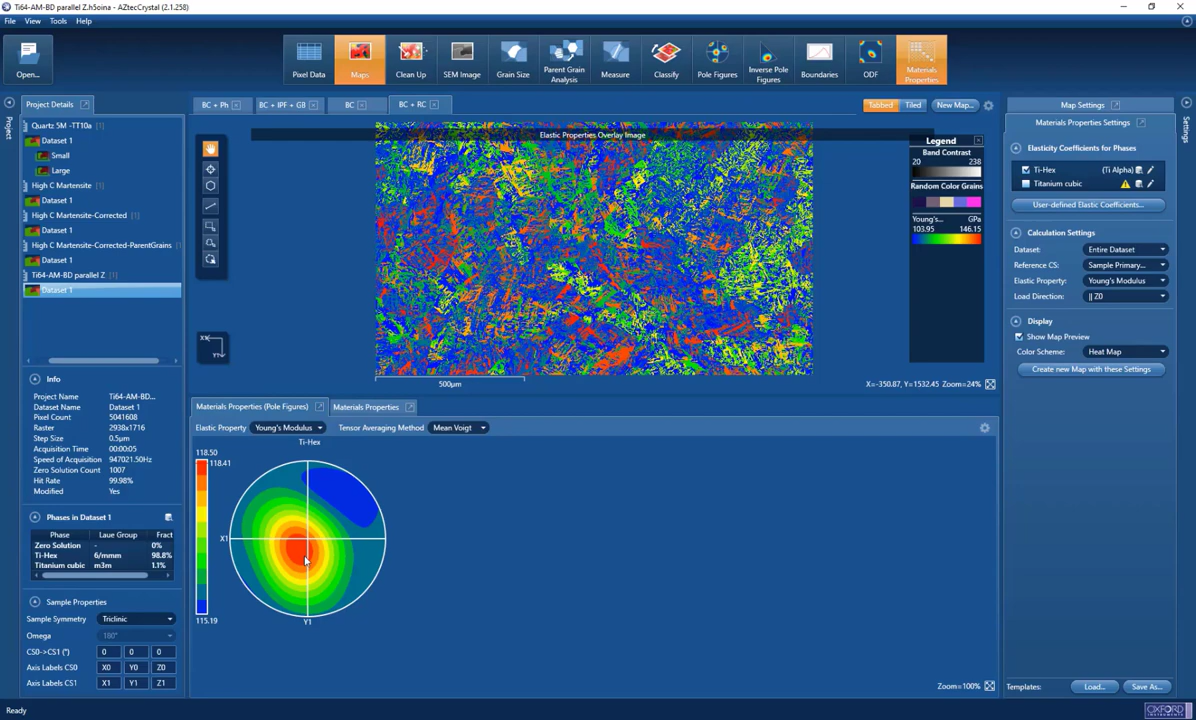 Ti64-AM-BD parallel Z.h5oina - AZtecCrystal (2.1.258)
File View Tools Help
Open...
Pixel Data
Maps
Clean Up
SEM Image
Grain Size
Parent Grain Analysis
Measure
Classify
Pole Figures
Inverse Pole Figures
Boundaries
ODF
Materials Properties
Project
Project Details
Quartz 5M -TT10a [1]
Dataset 1
Small
Large
High C Martensite [1]
Dataset 1
High C Martensite-Corrected [1]
Dataset 1
High C Martensite-Corrected-ParentGrains
Dataset 1
Ti64-AM-BD parallel Z [1]
Dataset 1
Info
Project Name Ti64-AM-BD...
Dataset Name Dataset 1
Pixel Count 5041608
Raster 2938x1716
Step Size 0.5µm
Acquisition Time 00:00:05
Speed of Acquisition 947021.50Hz
Zero Solution Count 1007
Hit Rate 99.98%
Modified Yes
Phases in Dataset 1
Phase Laue Group Fract
Zero Solution - 0%
Ti-Hex 6/mmm 98.8%
Titanium cubic m3m 1.1%
Sample Properties
Sample Symmetry Triclinic
Omega 180°
CS0->CS1 (°) 0 0 0
Axis Labels CS0 X0 Y0 Z0
Axis Labels CS1 X1 Y1 Z1
BC + Ph
BC + IPF + GB
BC
BC + RC
Tabbed Tiled New Map...
Elastic Properties Overlay Image
Legend
Band Contrast
20 238
Random Color Grains
Young's... GPa
103.95 146.15
500µm
X=-350.87, Y=1532.45 Zoom=24%
Materials Properties (Pole Figures)
Materials Properties
Elastic Property Young's Modulus
Tensor Averaging Method Mean Voigt
Ti-Hex
118.50
118.41
115.19
X1
Y1
Zoom=100%
Map Settings
Materials Properties Settings
Settings
Elasticity Coefficients for Phases
Ti-Hex (Ti Alpha)
Titanium cubic
User-defined Elastic Coefficients...
Calculation Settings
Dataset: Entire Dataset
Reference CS: Sample Primary...
Elastic Property: Young's Modulus
Load Direction: || Z0
Display
Show Map Preview
Color Scheme: Heat Map
Create new Map with these Settings
Templates: Load... Save As...
Ready
OXFORD
INSTRUMENTS